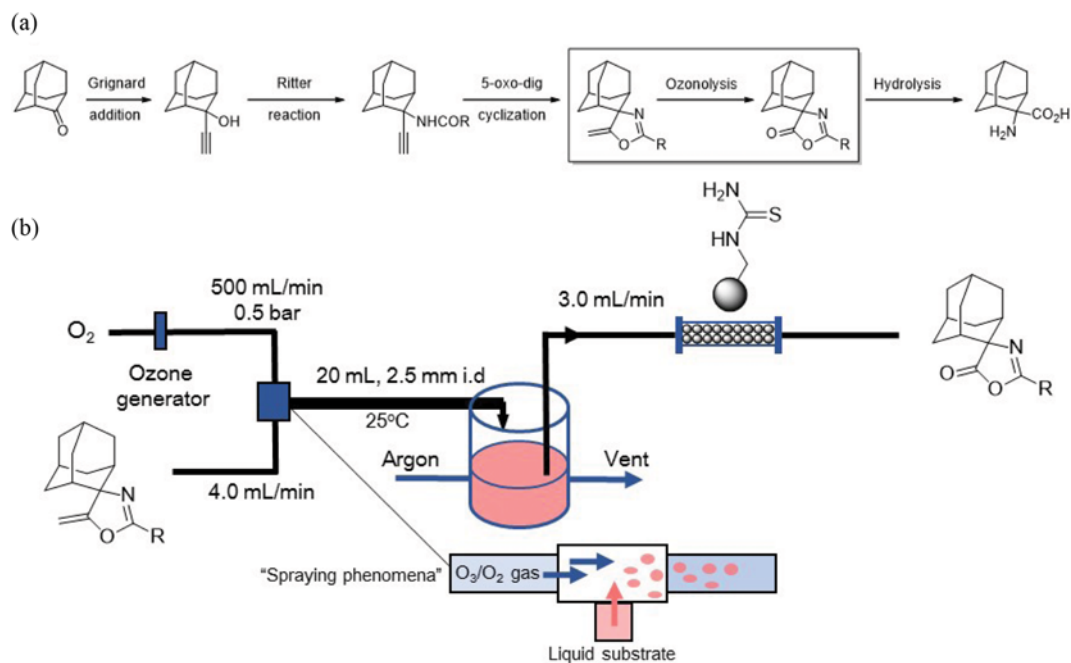 (a)
Grignard
addition
Ritter
reaction
5-oxo-dig
cyclization
Ozonolysis
Hydrolysis
O
OH
NHCOR
N
O
R
O
N
O
R
H₂N
CO₂H
(b)
H₂N
S
HN
500 mL/min
0.5 bar
3.0 mL/min
O₂
Ozone
generator
20 mL, 2.5 mm i.d
25°C
N
O
O
R
Argon
Vent
N
O
R
4.0 mL/min
"Spraying phenomena"
O₃/O₂ gas
Liquid substrate